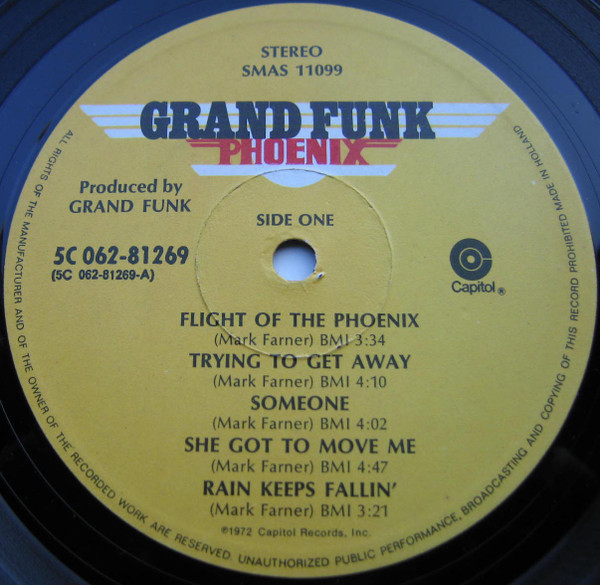 STEREO
SMAS 11099
GRAND FUNK
PHOENIX
Produced by
GRAND FUNK
SIDE ONE
5C 062-81269
(5C 062-81269-A)
Capitol®
FLIGHT OF THE PHOENIX
(Mark Farner) BMI 3:34
TRYING TO GET AWAY
(Mark Farner) BMI 4:10
SOMEONE
(Mark Farner) BMI 4:02
SHE GOT TO MOVE ME
(Mark Farner) BMI 4:47
RAIN KEEPS FALLIN'
(Mark Farner) BMI 3:21
℗1972 Capitol Records, Inc.
ALL RIGHTS OF THE MANUFACTURER AND OF THE OWNER OF THE RECORDED WORK ARE RESERVED. UNAUTHORIZED PUBLIC PERFORMANCE, BROADCASTING AND COPYING OF THIS RECORD PROHIBITED MADE IN HOLLAND